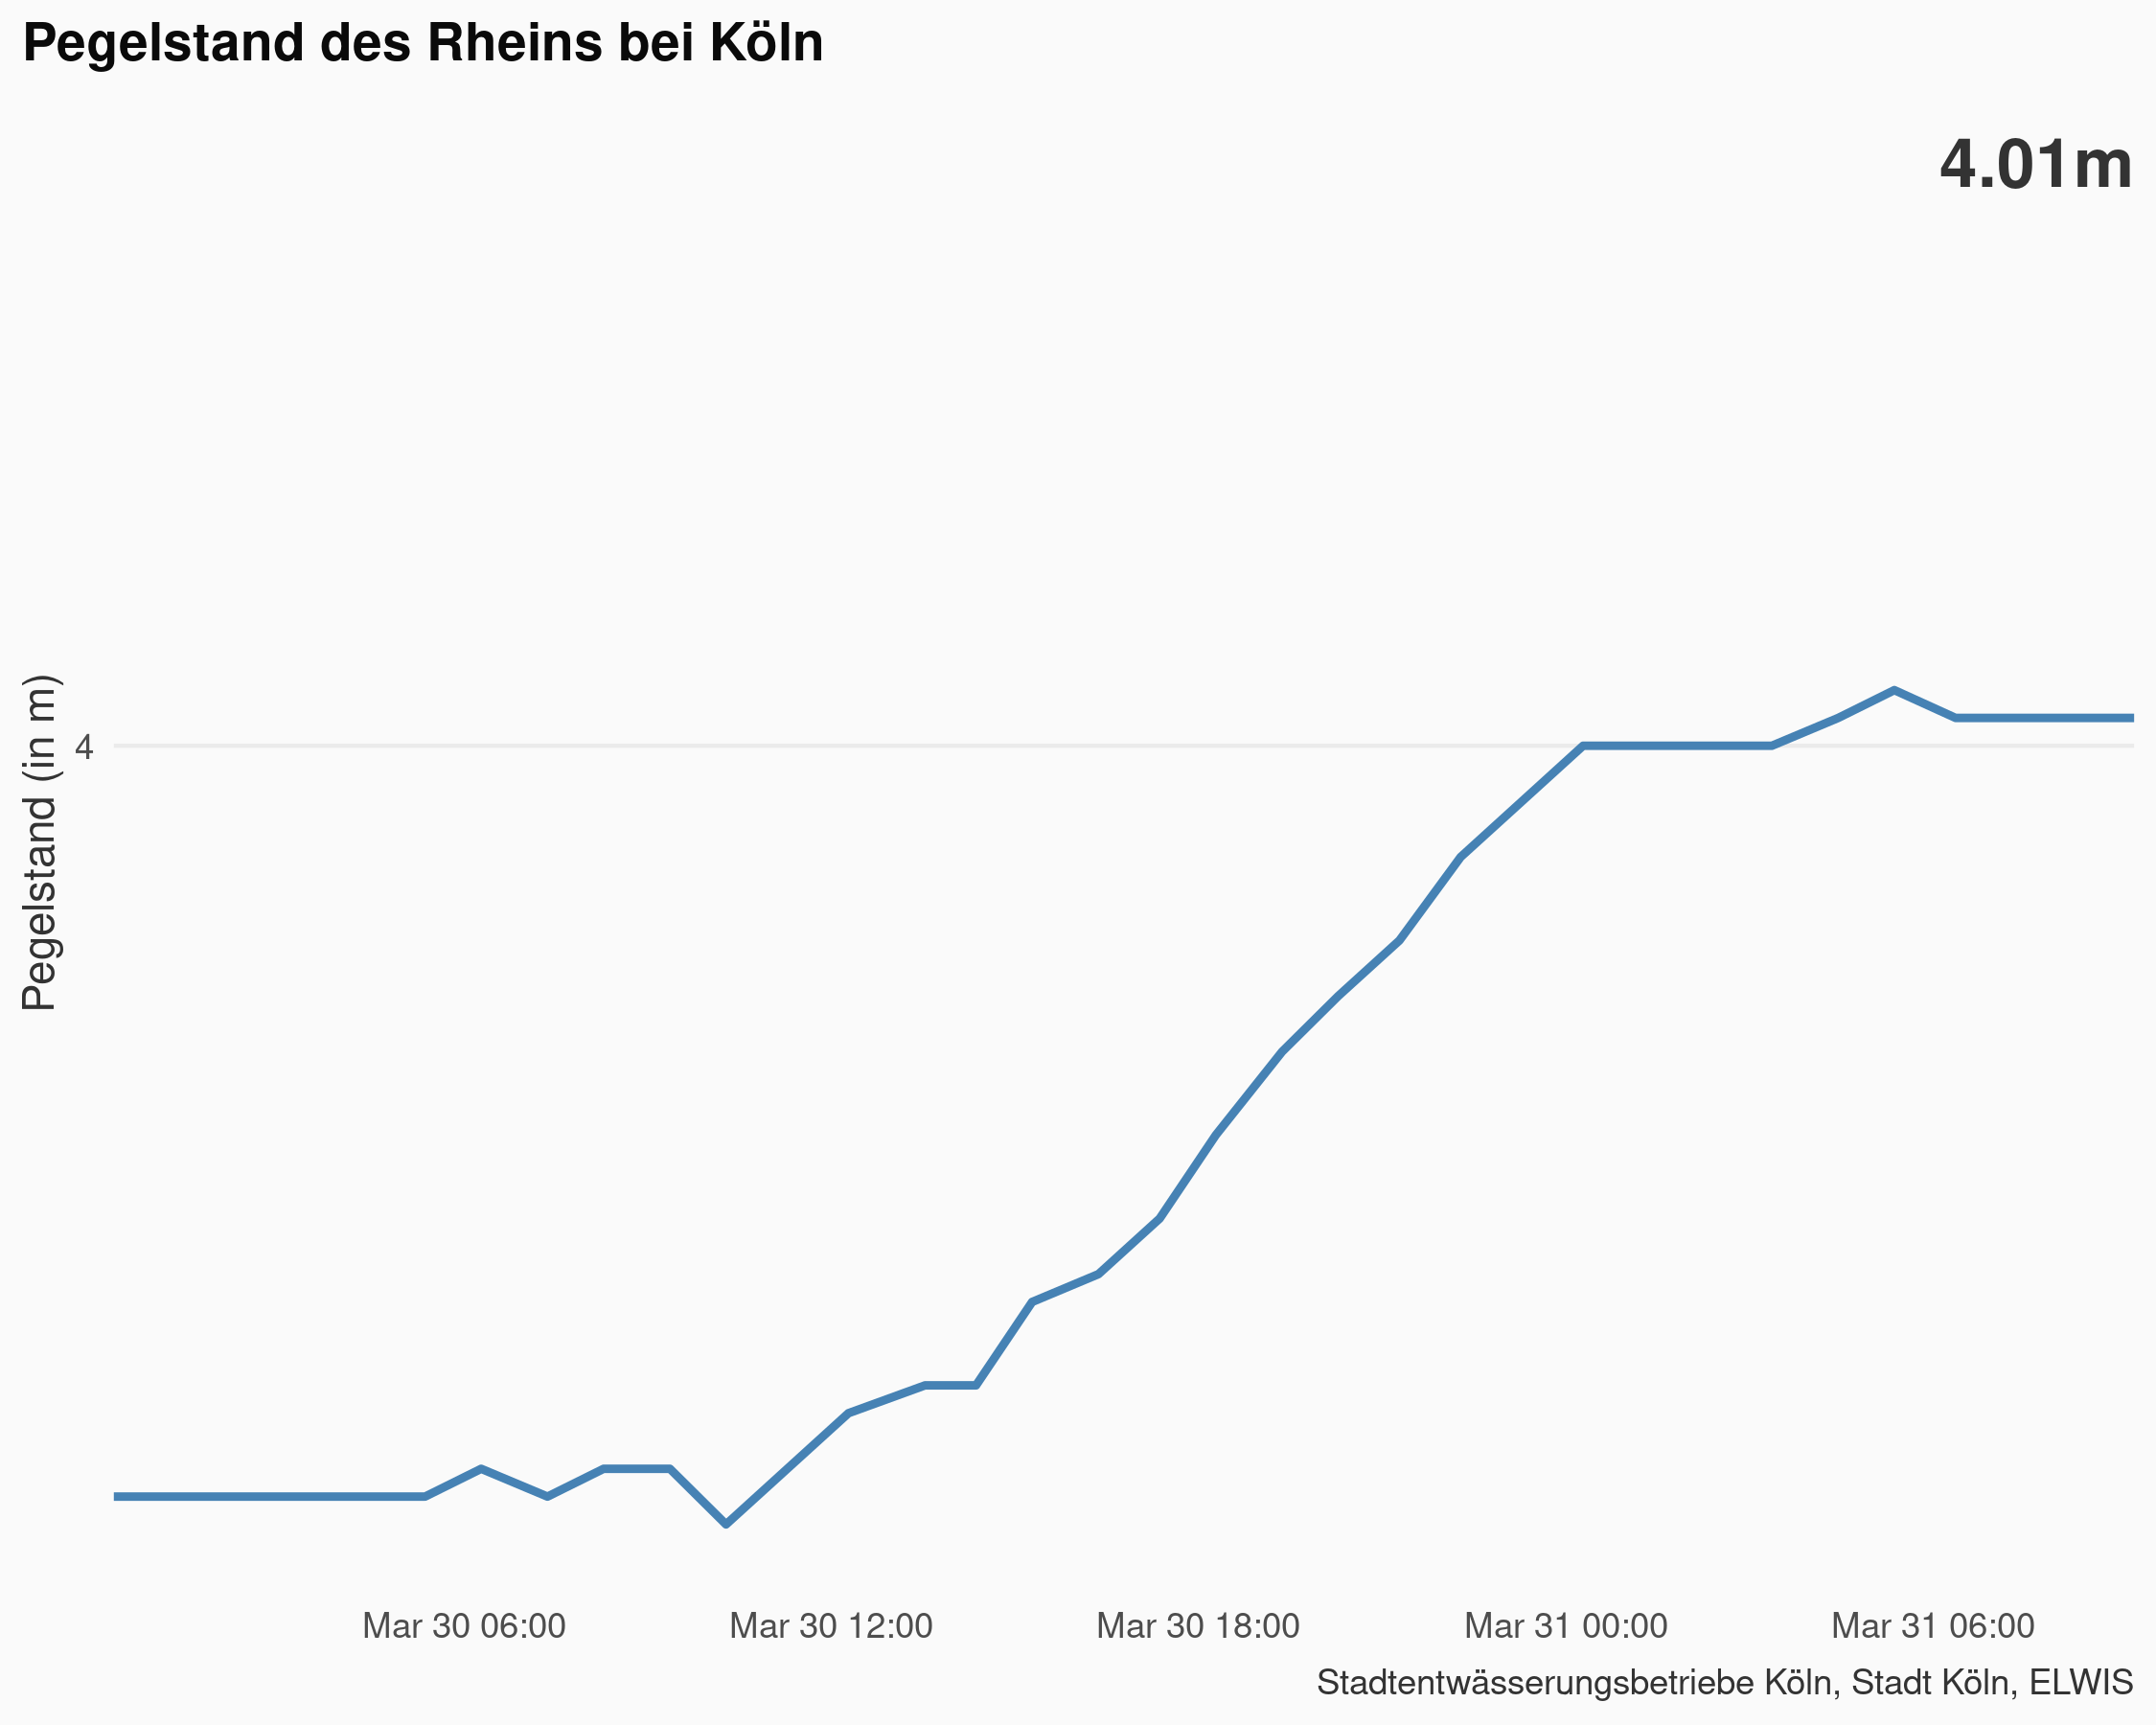 Pegelstand des Rheins bei Köln
4.01m
Pegelstand (in m)
4
Mar 30 06:00 Mar 30 12:00 Mar 30 18:00 Mar 31 00:00 Mar 31 06:00
Stadtentwässerungsbetriebe Köln, Stadt Köln, ELWIS